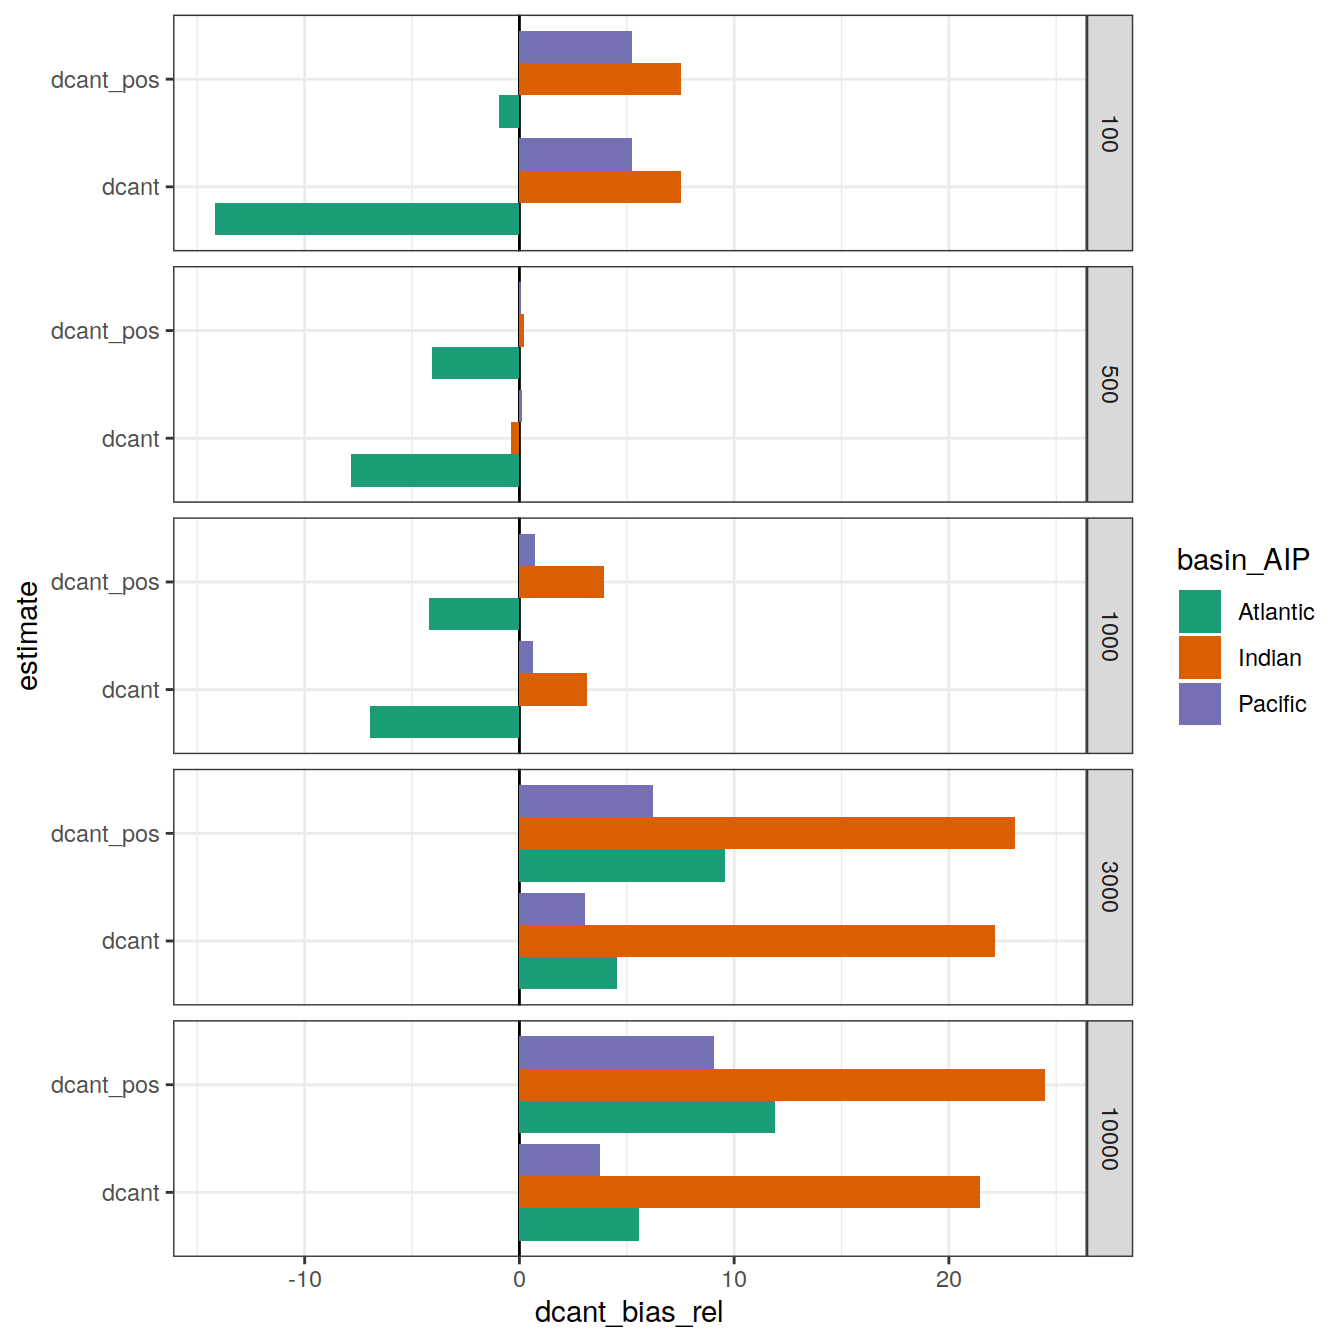 dcant_pos
dcant
100
dcant_pos
dcant
500
dcant_pos
dcant
1000
dcant_pos
dcant
3000
dcant_pos
dcant
10000
estimate
-10 0 10 20
dcant_bias_rel
basin_AIP
Atlantic
Indian
Pacific